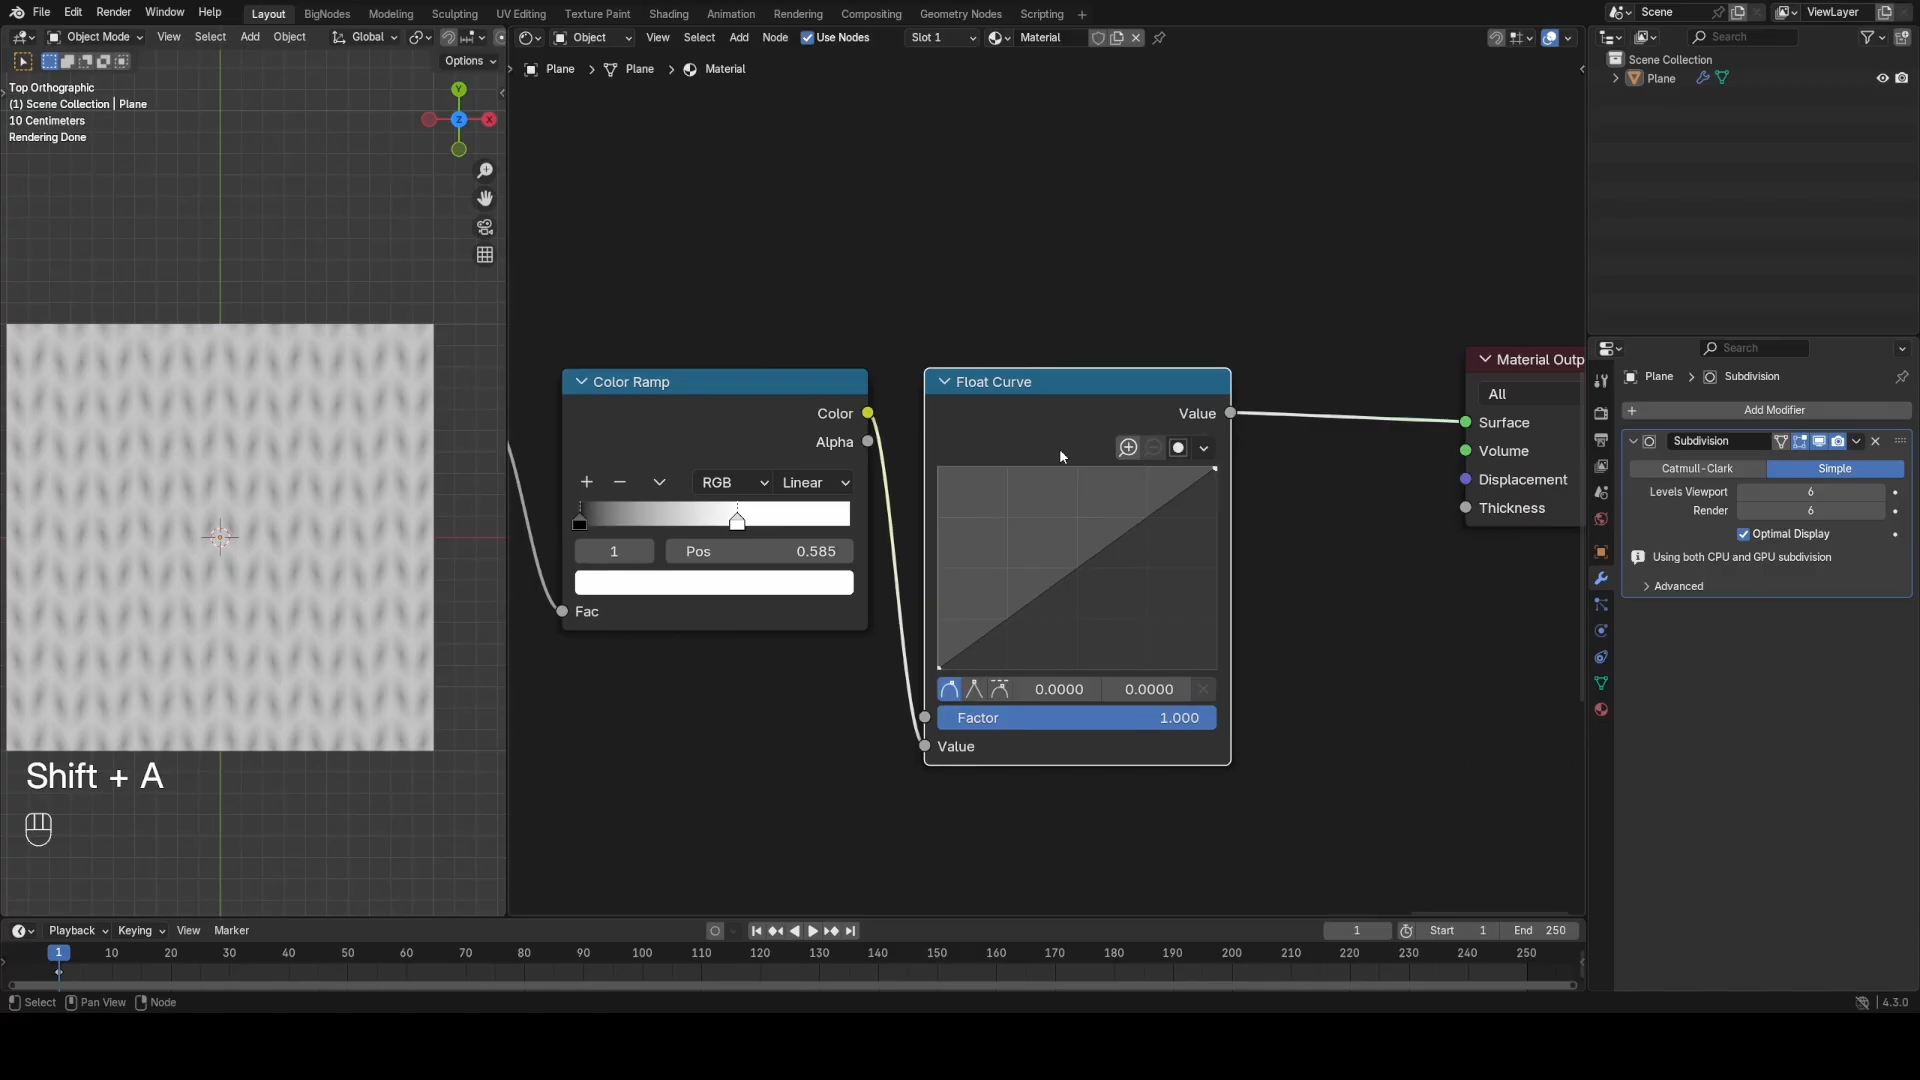 File Edit Render Window Help Layout BigNodes Modeling Sculpting UV Editing Texture Paint Shading Animation Rendering Compositing Geometry Nodes Scripting + Scene ViewLayer
Object Mode View Select Add Object Global Object View Select Add Node Use Nodes Slot 1 Material Search
Options
Plane > Plane > Material
Top Orthographic
(1) Scene Collection | Plane
10 Centimeters
Rendering Done
Y
Z
X
Scene Collection
Plane
Color Ramp
Color
Alpha
RGB Linear
1 Pos 0.585
Fac
Float Curve
Value
0.0000 0.0000
Factor 1.000
Value
Material Outp
All
Surface
Volume
Displacement
Thickness
Search
Plane > Subdivision
Add Modifier
Subdivision
Catmull-Clark Simple
Levels Viewport 6
Render 6
Optimal Display
Using both CPU and GPU subdivision
Advanced
Shift + A
Playback Keying View Marker 1 Start 1 End 250
1 10 20 30 40 50 60 70 80 90 100 110 120 130 140 150 160 170 180 190 200 210 220 230 240 250
Select Pan View Node 4.3.0